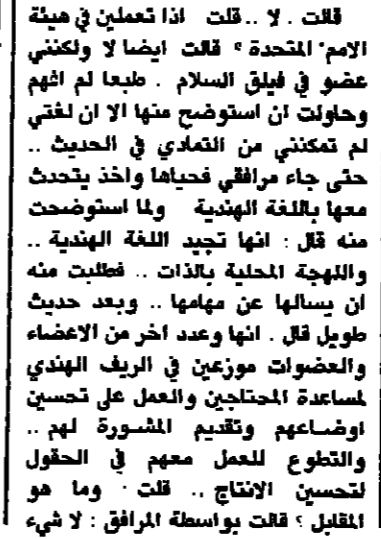 قالت . لا .. قلت اذا تعملين في هيئة
الامم المتحدة ؟ قالت ايضا لا ولكنني
عضو في فيلق السلام . طبعا لم افهم
وحاولت ان استوضح منها الا ان لغتي
لم تمكنني من التمادي في الحديث ..
حتى جاء مرافقي فحياها واخذ يتحدث
معها باللغة الهندية ولما استوضحت
منه قال : انها تجيد اللغة الهندية ..
واللهجة المحلية بالذات .. فطلبت منه
ان يسالها عن مهامها .. وبعد حديث
طويل قال . انها وعدد اخر من الاعضاء
والعضوات موزعين في الريف الهندي
لمساعدة المحتاجين والعمل على تحسين
اوضاعهم وتقديم المشورة لهم ..
والتطوع للعمل معهم في الحقول
لتحسين الانتاج .. قلت · وما هو
المقابل ؟ قالت بواسطة المرافق : لا شيء